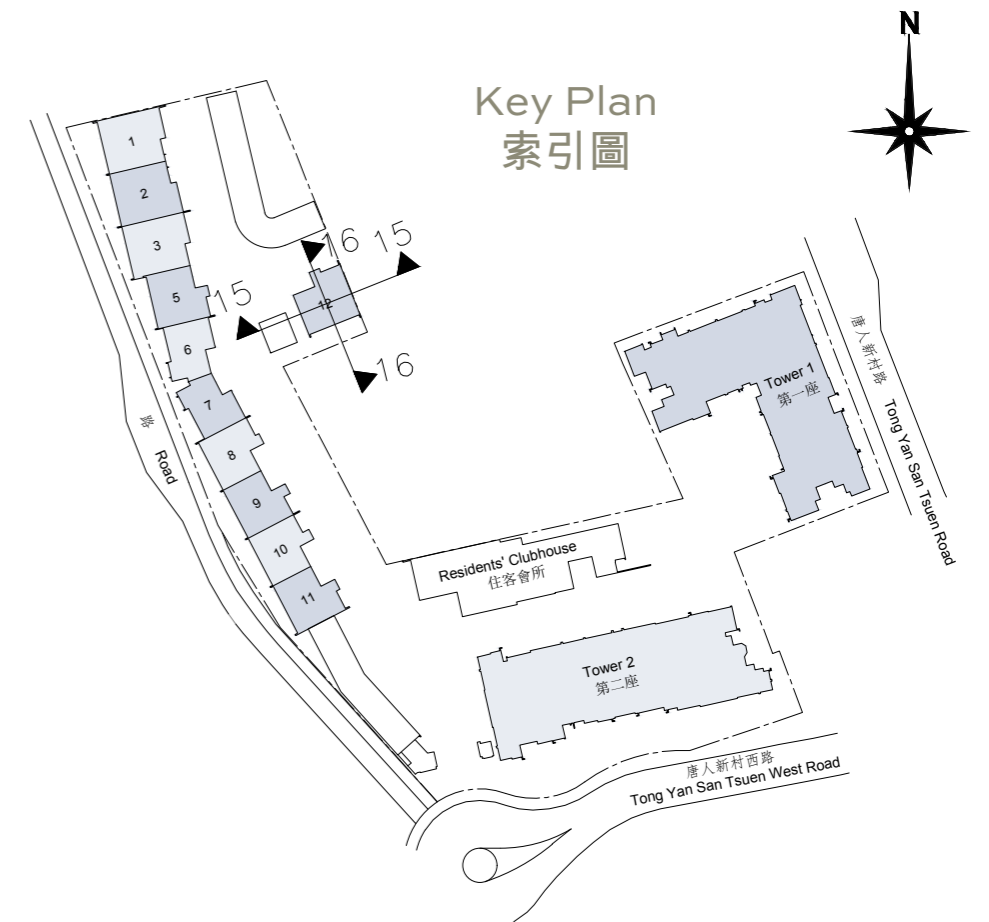 N
Key Plan
索引圖
1
2
3
5
6
7
8
9
10
11
16
15
12
15
16
路 Road
Tower 1
第一座
唐人新村路 Tong Yan San Tsuen Road
Residents' Clubhouse
住客會所
Tower 2
第二座
唐人新村西路
Tong Yan San Tsuen West Road